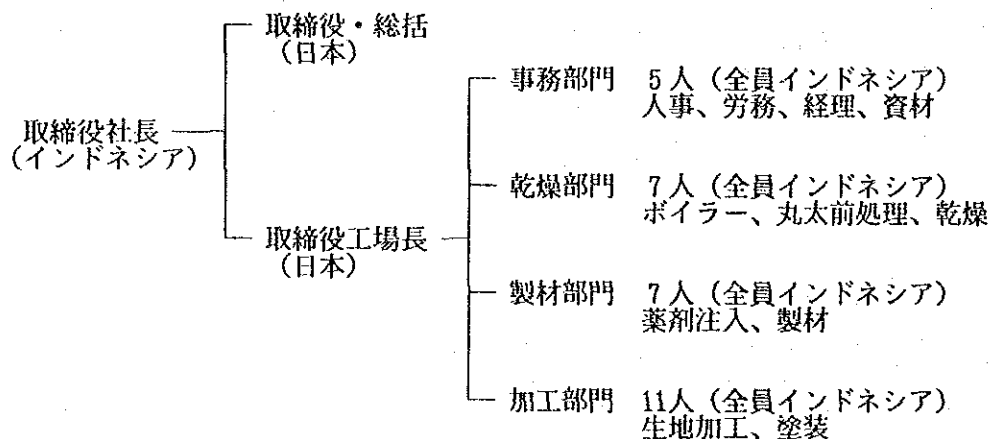 取締役・総括
(日本)
事務部門 5人(全員インドネシア)
人事、労務、経理、資材
取締役社長
(インドネシア)
乾燥部門 7人(全員インドネシア)
ボイラー、丸太前処理、乾燥
取締役工場長
(日本)
製材部門 7人(全員インドネシア)
薬剤注入、製材
加工部門 11人(全員インドネシア)
生地加工、塗装